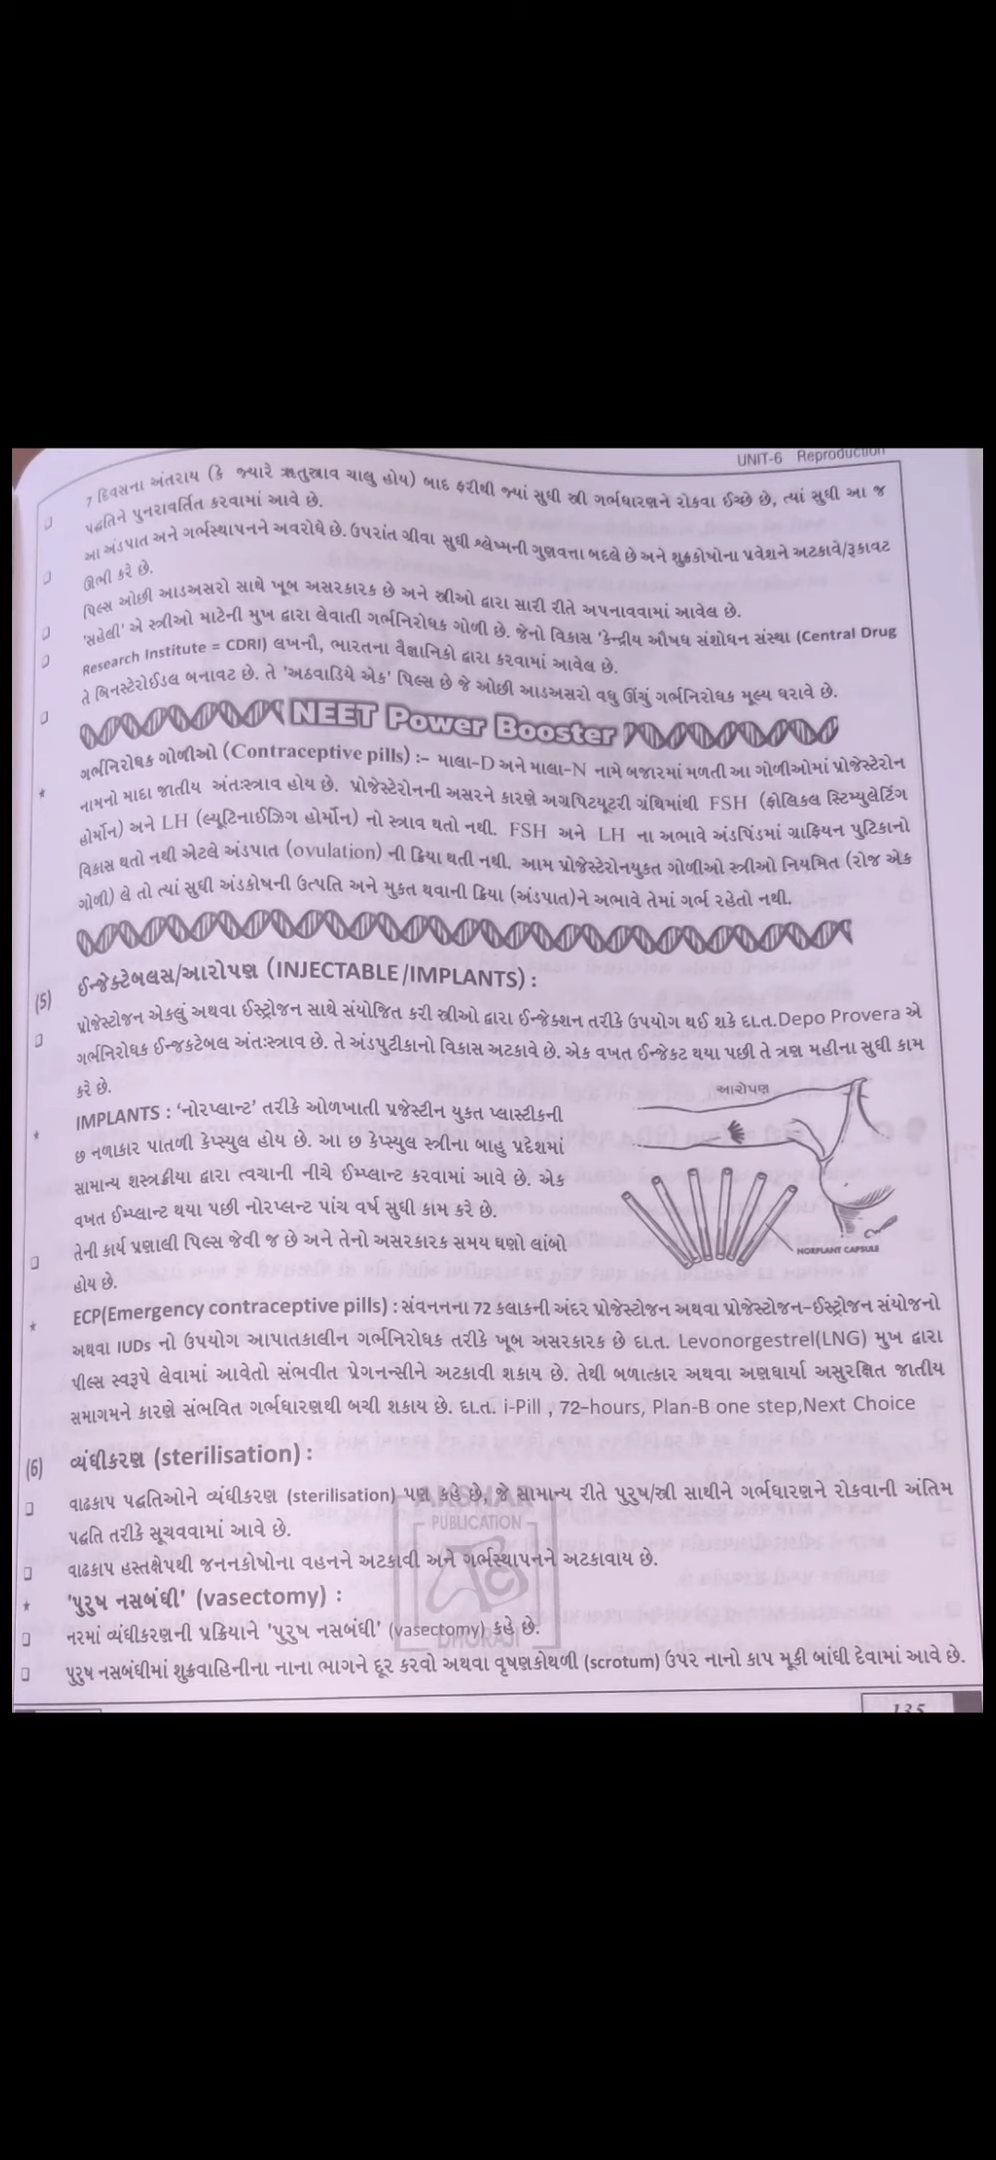 UNIT-6 Reproduction
7 દિવસના અંતરાય (કે જ્યારે ઋતુસ્ત્રાવ ચાલુ હોય) બાદ ફરીથી જ્યાં સુધી સ્ત્રી ગર્ભધારણને રોકવા ઈચ્છે છે, ત્યાં સુધી આ જ
પદ્ધતિને પુનરાવર્તિત કરવામાં આવે છે.
આ અંડપાત અને ગર્ભસ્થાપનને અવરોધે છે. ઉપરાંત ગ્રીવા સુધી શ્લેષ્મની ગુણવત્તા બદલે છે અને શુક્રકોષોના પ્રવેશને અટકાવે/રૂકાવટ
ઊભી કરે છે.
પિલ્સ ઓછી આડઅસરો સાથે ખૂબ અસરકારક છે અને સ્ત્રીઓ દ્વારા સારી રીતે અપનાવવામાં આવેલ છે.
'સહેલી' એ સ્ત્રીઓ માટેની મુખ દ્વારા લેવાતી ગર્ભનિરોધક ગોળી છે. જેનો વિકાસ 'કેન્દ્રીય ઔષધ સંશોધન સંસ્થા (Central Drug
Research Institute = CDRI) લખનૌ, ભારતના વૈજ્ઞાનિકો દ્વારા કરવામાં આવેલ છે.
તે બિનસ્ટેરોઈડલ બનાવટ છે. તે 'અઠવાડિયે એક' પિલ્સ છે જે ઓછી આડઅસરો વધુ ઊંચું ગર્ભનિરોધક મૂલ્ય ધરાવે છે.
NEET Power Booster
ગર્ભનિરોધક ગોળીઓ (Contraceptive pills) :- માલા-D અને માલા-N નામે બજારમાં મળતી આ ગોળીઓમાં પ્રોજેસ્ટેરોન
નામનો માદા જાતીય અંતઃસ્ત્રાવ હોય છે. પ્રોજેસ્ટેરોનની અસરને કારણે અગ્રપિટયૂટરી ગ્રંથિમાંથી FSH (ફોલિકલ સ્ટિમ્યુલેટિંગ
હોર્મોન) અને LH (લ્યૂટિનાઈઝિગ હોર્મોન) નો સ્ત્રાવ થતો નથી. FSH અને LH ના અભાવે અંડપિંડમાં ગ્રાફિયન પુટિકાનો
વિકાસ થતો નથી એટલે અંડપાત (ovulation) ની ક્રિયા થતી નથી. આમ પ્રોજેસ્ટેરોનયુકત ગોળીઓ સ્ત્રીઓ નિયમિત (રોજ એક
ગોળી) લે તો ત્યાં સુધી અંડકોષની ઉત્પતિ અને મુકત થવાની ક્રિયા (અંડપાત)ને અભાવે તેમાં ગર્ભ રહેતો નથી.
(5) ઈન્જેક્ટેબલસ/આરોપણ (INJECTABLE/IMPLANTS) :
પ્રોજેસ્ટોજન એકલું અથવા ઈસ્ટ્રોજન સાથે સંયોજિત કરી સ્ત્રીઓ દ્વારા ઈન્જેક્શન તરીકે ઉપયોગ થઈ શકે દા.ત.Depo Provera એ
ગર્ભનિરોધક ઈન્જકટેબલ અંતઃસ્ત્રાવ છે. તે અંડપુટીકાનો વિકાસ અટકાવે છે. એક વખત ઈન્જેકટ થયા પછી તે ત્રણ મહીના સુધી કામ
કરે છે.
આરોપણ
IMPLANTS : 'નોરપ્લાન્ટ' તરીકે ઓળખાતી પ્રજેસ્ટીન યુકત પ્લાસ્ટીકની
છ નળાકાર પાતળી કેપ્સ્યુલ હોય છે. આ છ કેપ્સ્યુલ સ્ત્રીના બાહુ પ્રદેશમાં
સામાન્ય શસ્ત્રક્રીયા દ્વારા ત્વચાની નીચે ઈમ્પ્લાન્ટ કરવામાં આવે છે. એક
વખત ઈમ્પ્લાન્ટ થયા પછી નોરપ્લન્ટ પાંચ વર્ષ સુધી કામ કરે છે.
તેની કાર્ય પ્રણાલી પિલ્સ જેવી જ છે અને તેનો અસરકારક સમય ઘણો લાંબો
હોય છે.
NORPLANT CAPSULE
ECP(Emergency contraceptive pills) : સંવનનના 72 કલાકની અંદર પ્રોજેસ્ટોજન અથવા પ્રોજેસ્ટોજન-ઈસ્ટ્રોજન સંયોજનો
અથવા IUDs નો ઉપયોગ આપાતકાલીન ગર્ભનિરોધક તરીકે ખૂબ અસરકારક છે દા.ત. Levonorgestrel(LNG) મુખ દ્વારા
પીલ્સ સ્વરૂપે લેવામાં આવેતો સંભવીત પ્રેગનન્સીને અટકાવી શકાય છે. તેથી બળાત્કાર અથવા અણધાર્યા અસુરક્ષિત જાતીય
સમાગમને કારણે સંભવિત ગર્ભધારણથી બચી શકાય છે. દા.ત. i-Pill , 72-hours, Plan-B one step,Next Choice
(6) વ્યંધીકરણ (sterilisation) :
વાઢકાપ પદ્ધતિઓને વ્યંધીકરણ (sterilisation) પણ કહે છે, જે સામાન્ય રીતે પુરુષ/સ્ત્રી સાથીને ગર્ભધારણને રોકવાની અંતિમ
પદ્ધતિ તરીકે સૂચવવામાં આવે છે.
વાઢકાપ હસ્તક્ષેપથી જનનકોષોના વહનને અટકાવી અને ગર્ભસ્થાપનને અટકાવાય છે.
'પુરુષ નસબંધી' (vasectomy) :
નરમાં વ્યંધીકરણની પ્રક્રિયાને 'પુરુષ નસબંધી' (vasectomy) કહે છે.
પુરુષ નસબંધીમાં શુક્રવાહિનીના નાના ભાગને દૂર કરવો અથવા વૃષણકોથળી (scrotum) ઉપર નાનો કાપ મૂકી બાંધી દેવામાં આવે છે.
AKSHAR
PUBLICATION
DHORAJI
135